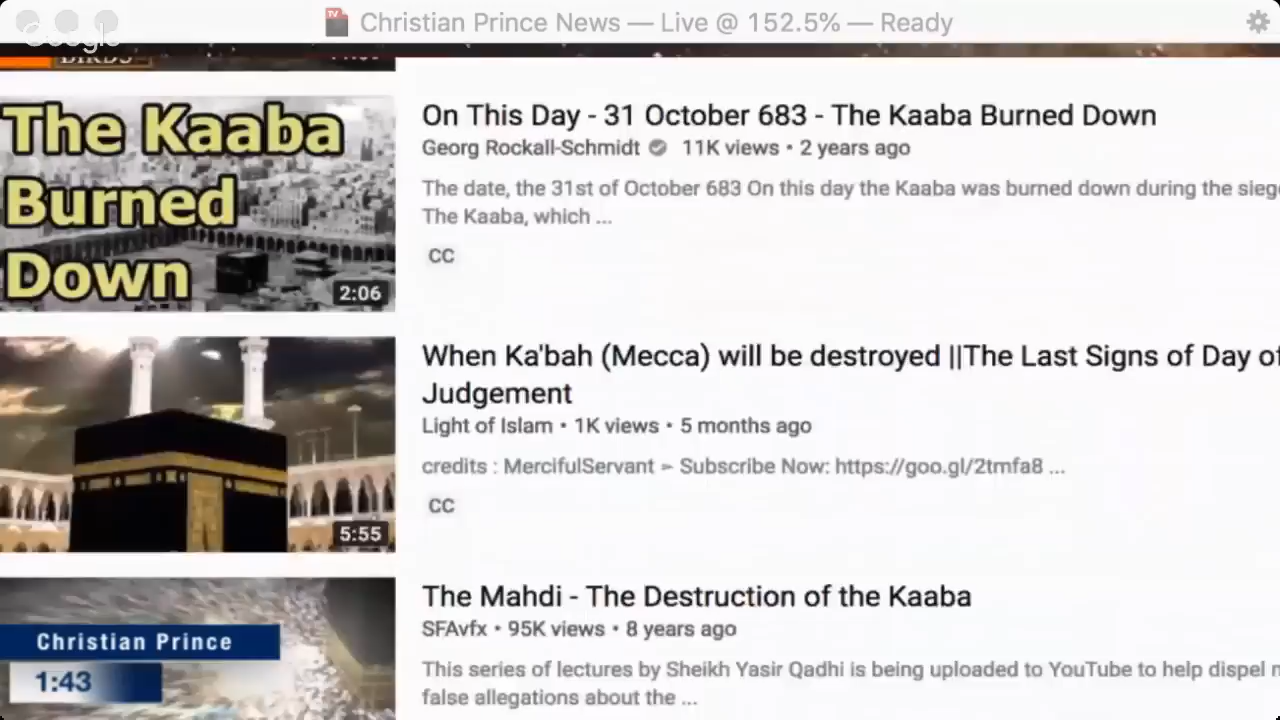 Christian Prince News — Live @ 152.5% — Ready
Google
BIRDS
The Kaaba
Burned
Down
2:06
On This Day - 31 October 683 - The Kaaba Burned Down
Georg Rockall-Schmidt 11K views • 2 years ago
The date, the 31st of October 683 On this day the Kaaba was burned down during the
The Kaaba, which ...
CC
5:55
When Ka'bah (Mecca) will be destroyed ||The Last Signs of Day of
Judgement
Light of Islam • 1K views • 5 months ago
credits : MercifulServant ➢ Subscribe Now: https://goo.gl/2tmfa8 ...
CC
Christian Prince
1:43
The Mahdi - The Destruction of the Kaaba
SFAvfx • 95K views • 8 years ago
This series of lectures by Sheikh Yasir Qadhi is being uploaded to YouTube to help dispel
false allegations about the ...